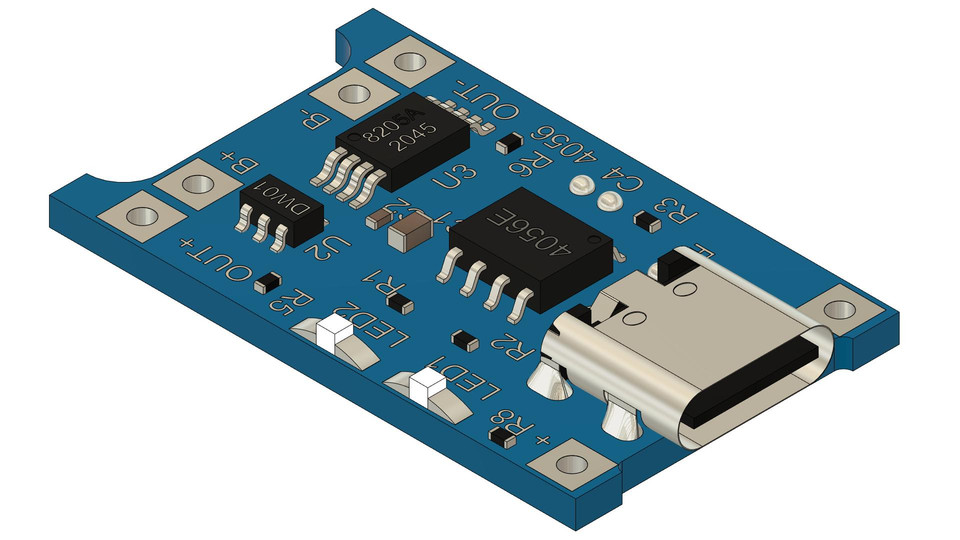 OUT-
B-
8205A
2045
4056
R6
C4
B+
U3
R3
DW01
4056E
U2
OUT+
R1
R5
LED2
R2
LED1
R8
+